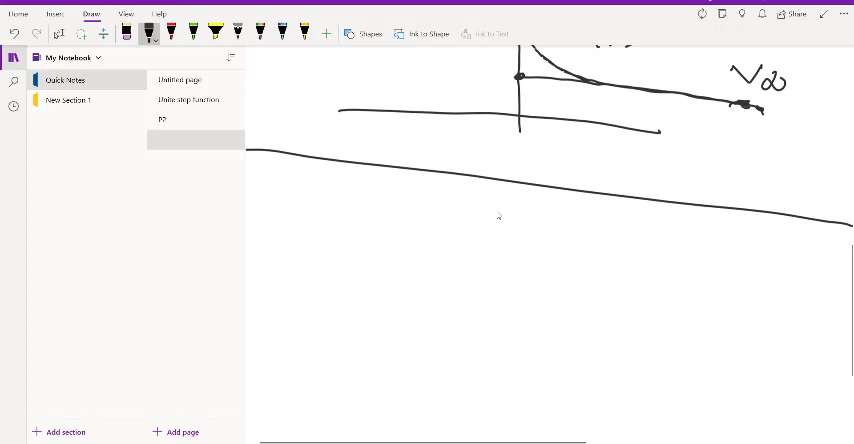 Home Insert Draw View Help
Share
Shapes Ink to Shape Ink to Text
My Notebook
Quick Notes
New Section 1
Untitled page
Unite step function
P2
V∞
Add section Add page